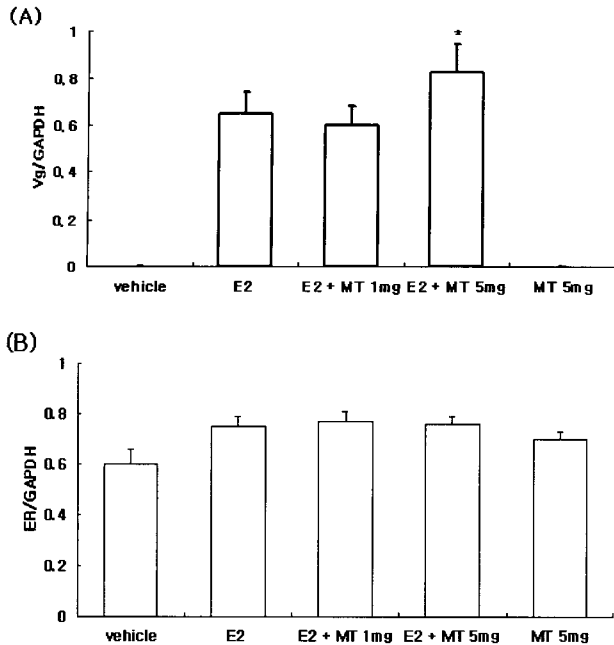 (A)
*
1
0.8
0.6
0.4
0.2
0
Vg/GAPDH
vehicle E2 E2 + MT 1mg E2 + MT 5mg MT 5mg
(B)
1
0.8
0.6
0.4
0.2
0
ER/GAPDH
vehicle E2 E2 + MT 1mg E2 + MT 5mg MT 5mg